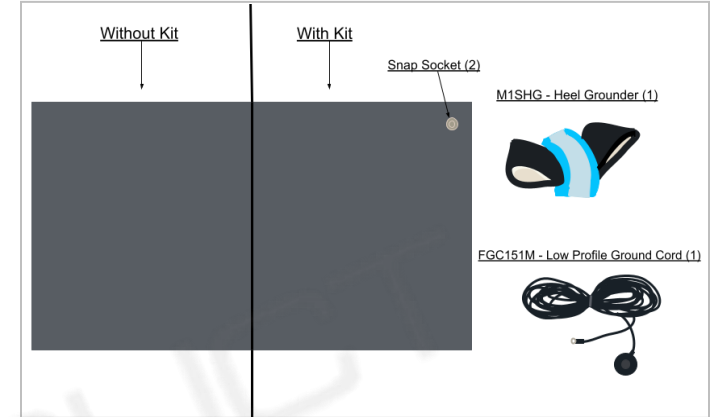 Without Kit
With Kit
Snap Socket (2)
M1SHG - Heel Grounder (1)
FGC151M - Low Profile Ground Cord (1)